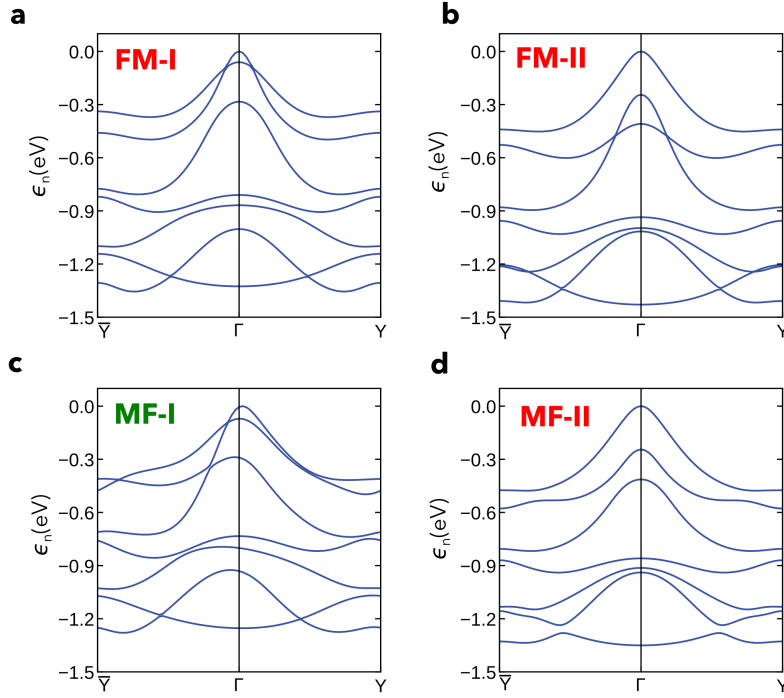 a
FM-I
0.0
−0.3
−0.6
−0.9
−1.2
−1.5
ϵn(eV)
Y̅ Γ Y
b
FM-II
0.0
−0.3
−0.6
−0.9
−1.2
−1.5
ϵn(eV)
Y̅ Γ Y
c
MF-I
0.0
−0.3
−0.6
−0.9
−1.2
−1.5
ϵn(eV)
Y̅ Γ Y
d
MF-II
0.0
−0.3
−0.6
−0.9
−1.2
−1.5
ϵn(eV)
Y̅ Γ Y